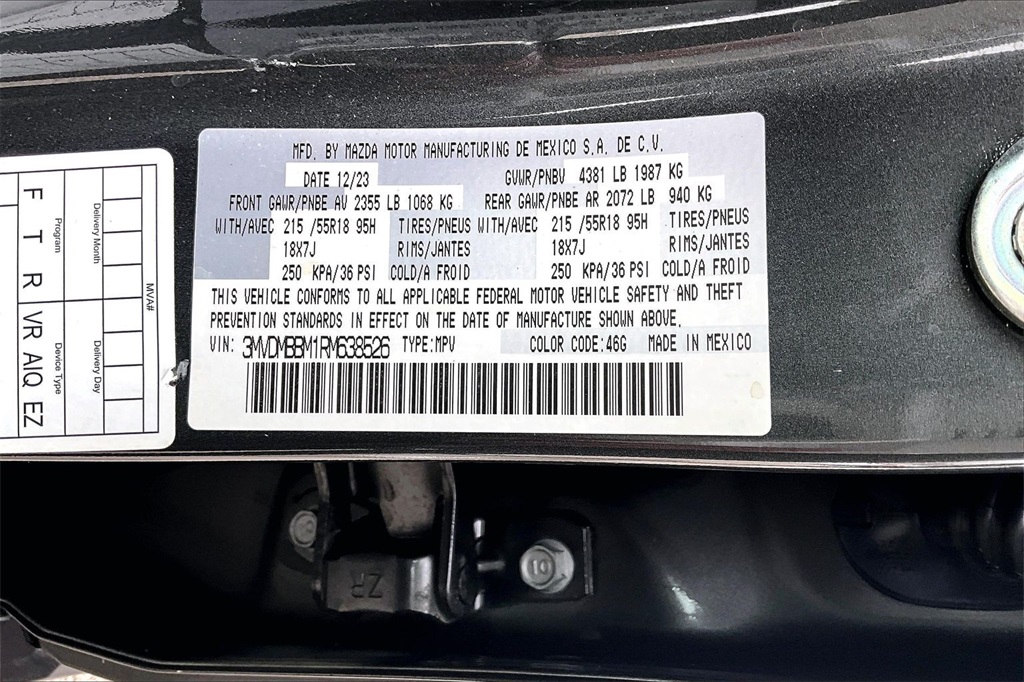 MFD. BY MAZDA MOTOR MANUFACTURING DE MEXICO S.A. DE C.V.
DATE 12/23 GVWR/PNBV 4381 LB 1987 KG
FRONT GAWR/PNBE AV 2355 LB 1068 KG REAR GAWR/PNBE AR 2072 LB 940 KG
WITH/AVEC 215 /55R18 95H TIRES/PNEUS WITH/AVEC 215 /55R18 95H TIRES/PNEUS
18X7J RIMS/JANTES 18X7J RIMS/JANTES
250 KPA/36 PSI COLD/A FROID 250 KPA/36 PSI COLD/A FROID
THIS VEHICLE CONFORMS TO ALL APPLICABLE FEDERAL MOTOR VEHICLE SAFETY AND THEFT
PREVENTION STANDARDS IN EFFECT ON THE DATE OF MANUFACTURE SHOWN ABOVE.
VIN: 3MVDMBBM1RM638526 TYPE:MPV COLOR CODE:46G MADE IN MEXICO
MVA#
Delivery Month
Delivery Day
Program
Device Type
F T R VR AIQ EZ
ZR
10